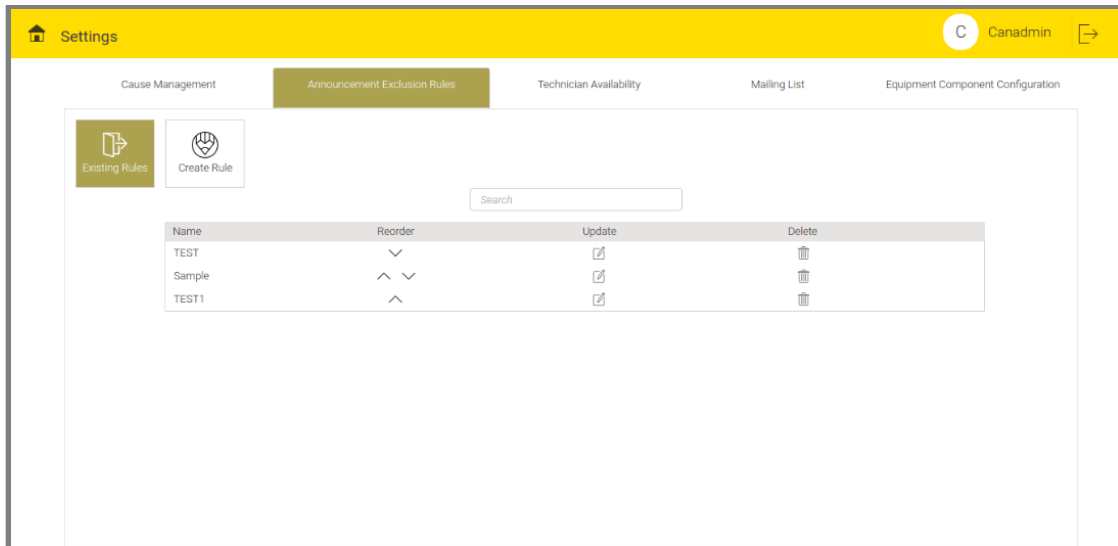 Settings
C Canadmin
Cause Management Announcement Exclusion Rules Technician Availability Mailing List Equipment Component Configuration
Existing Rules Create Rule
Search
Name Reorder Update Delete
TEST
Sample
TEST1